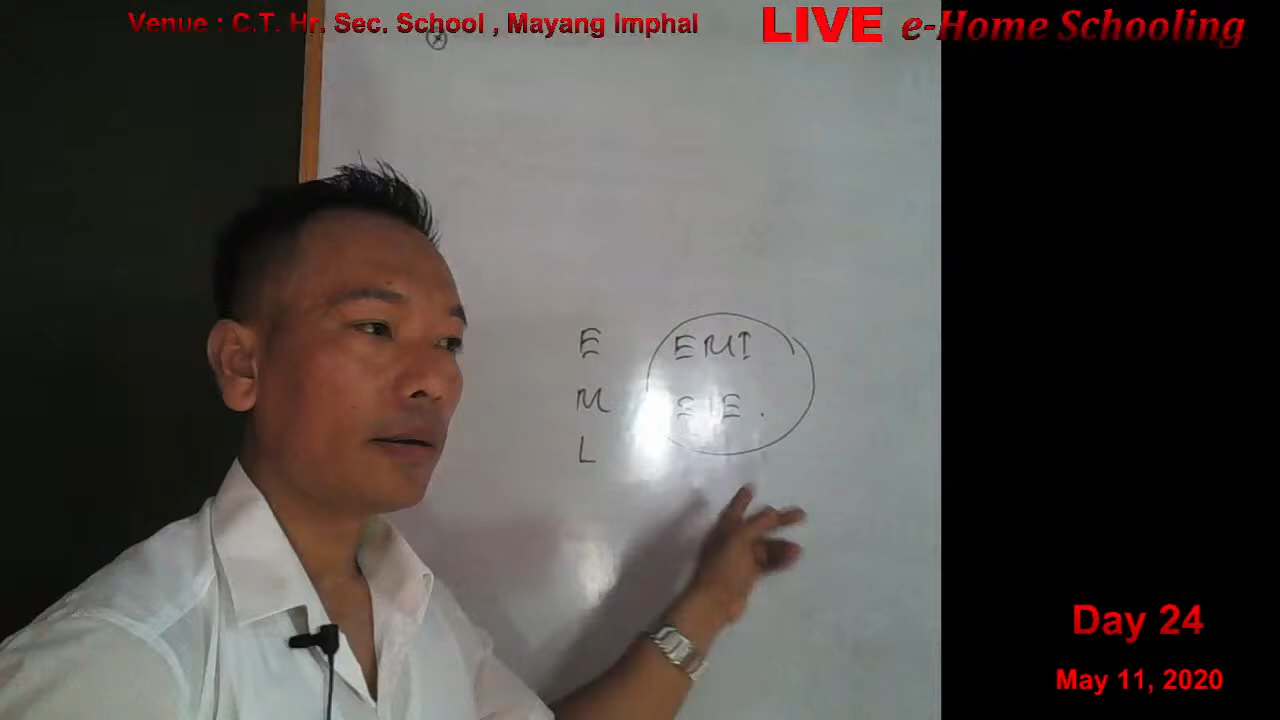 Venue : C.T. Hr. Sec. School , Mayang Imphal
LIVE e-Home Schooling
E EMI
M E E .
L
Day 24
May 11, 2020